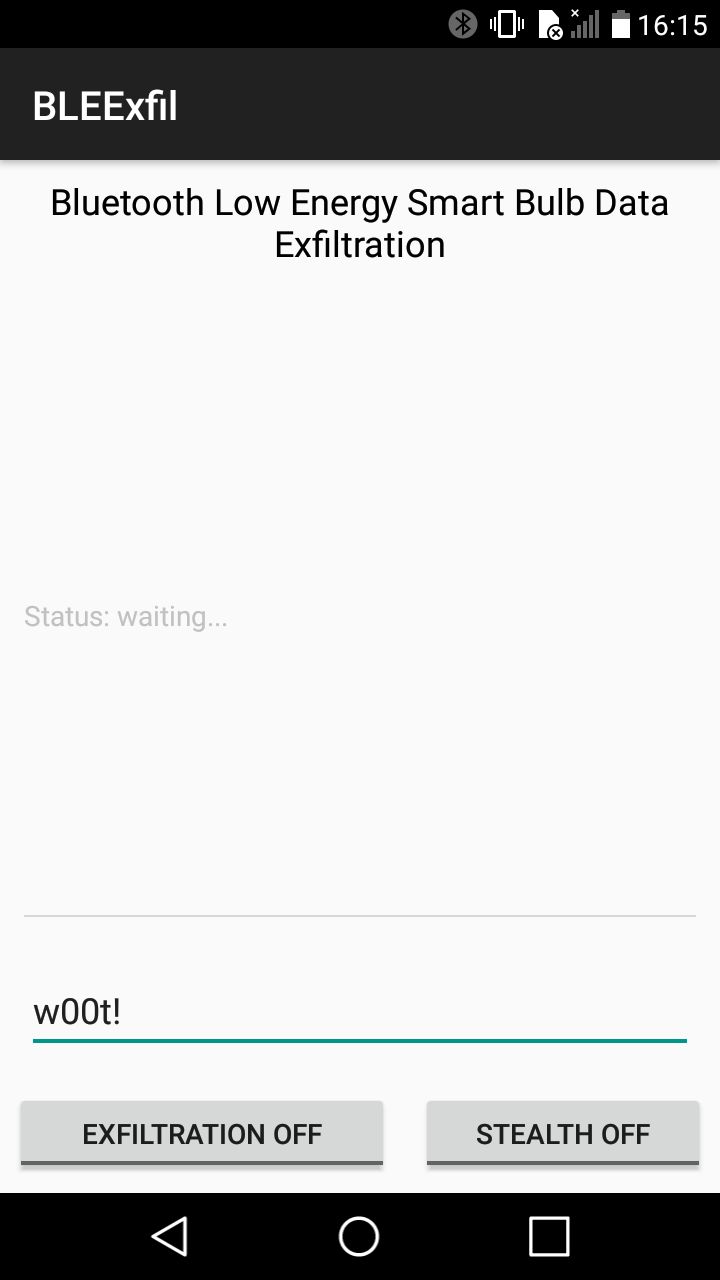 16:15
BLEExfil
Bluetooth Low Energy Smart Bulb Data
Exfiltration
Status: waiting...
w00t!
EXFILTRATION OFF
STEALTH OFF